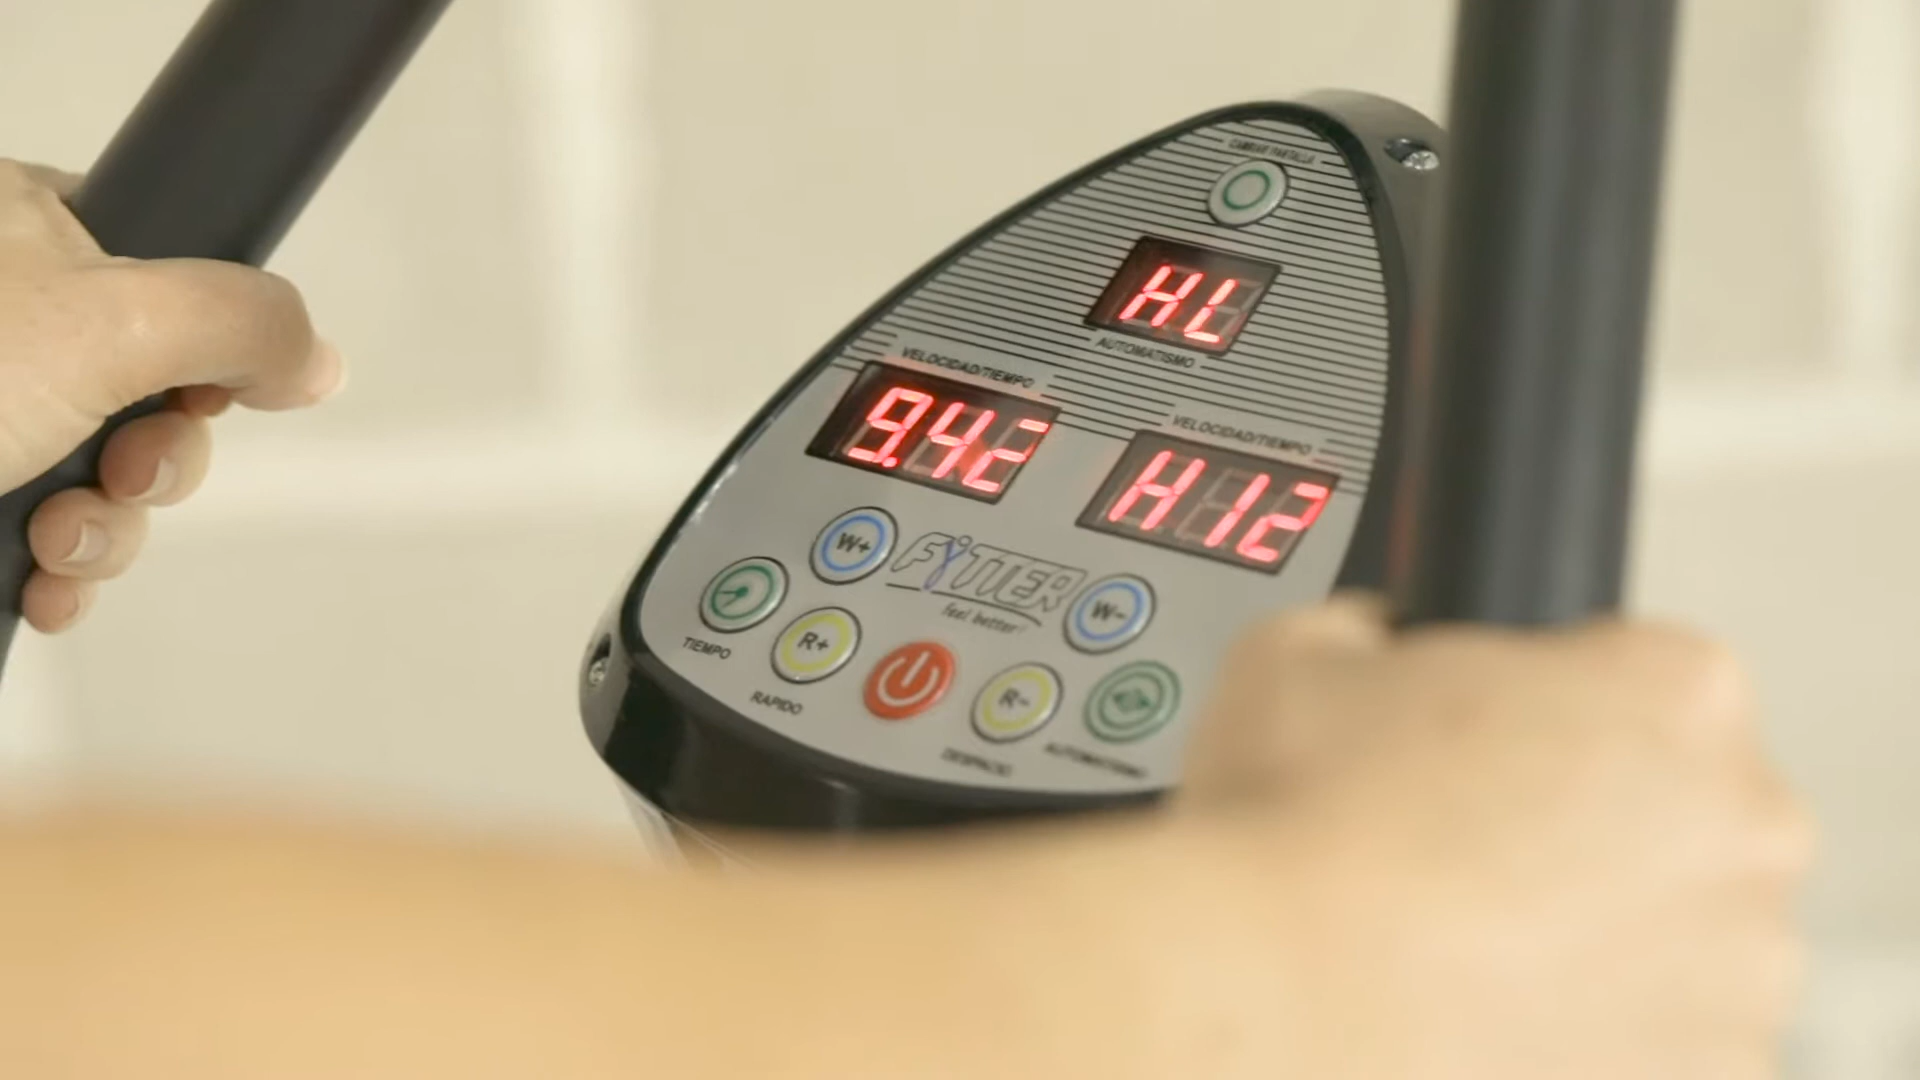 CAMBIAR PANTALLA
HL
AUTOMATISMO
VELOCIDAD/TIEMPO
9.42
VELOCIDAD/TIEMPO
H12
W+
FYTTER
feel better
W-
TIEMPO
R+
RAPIDO
R-
DESPACIO
AUTOMATISMO